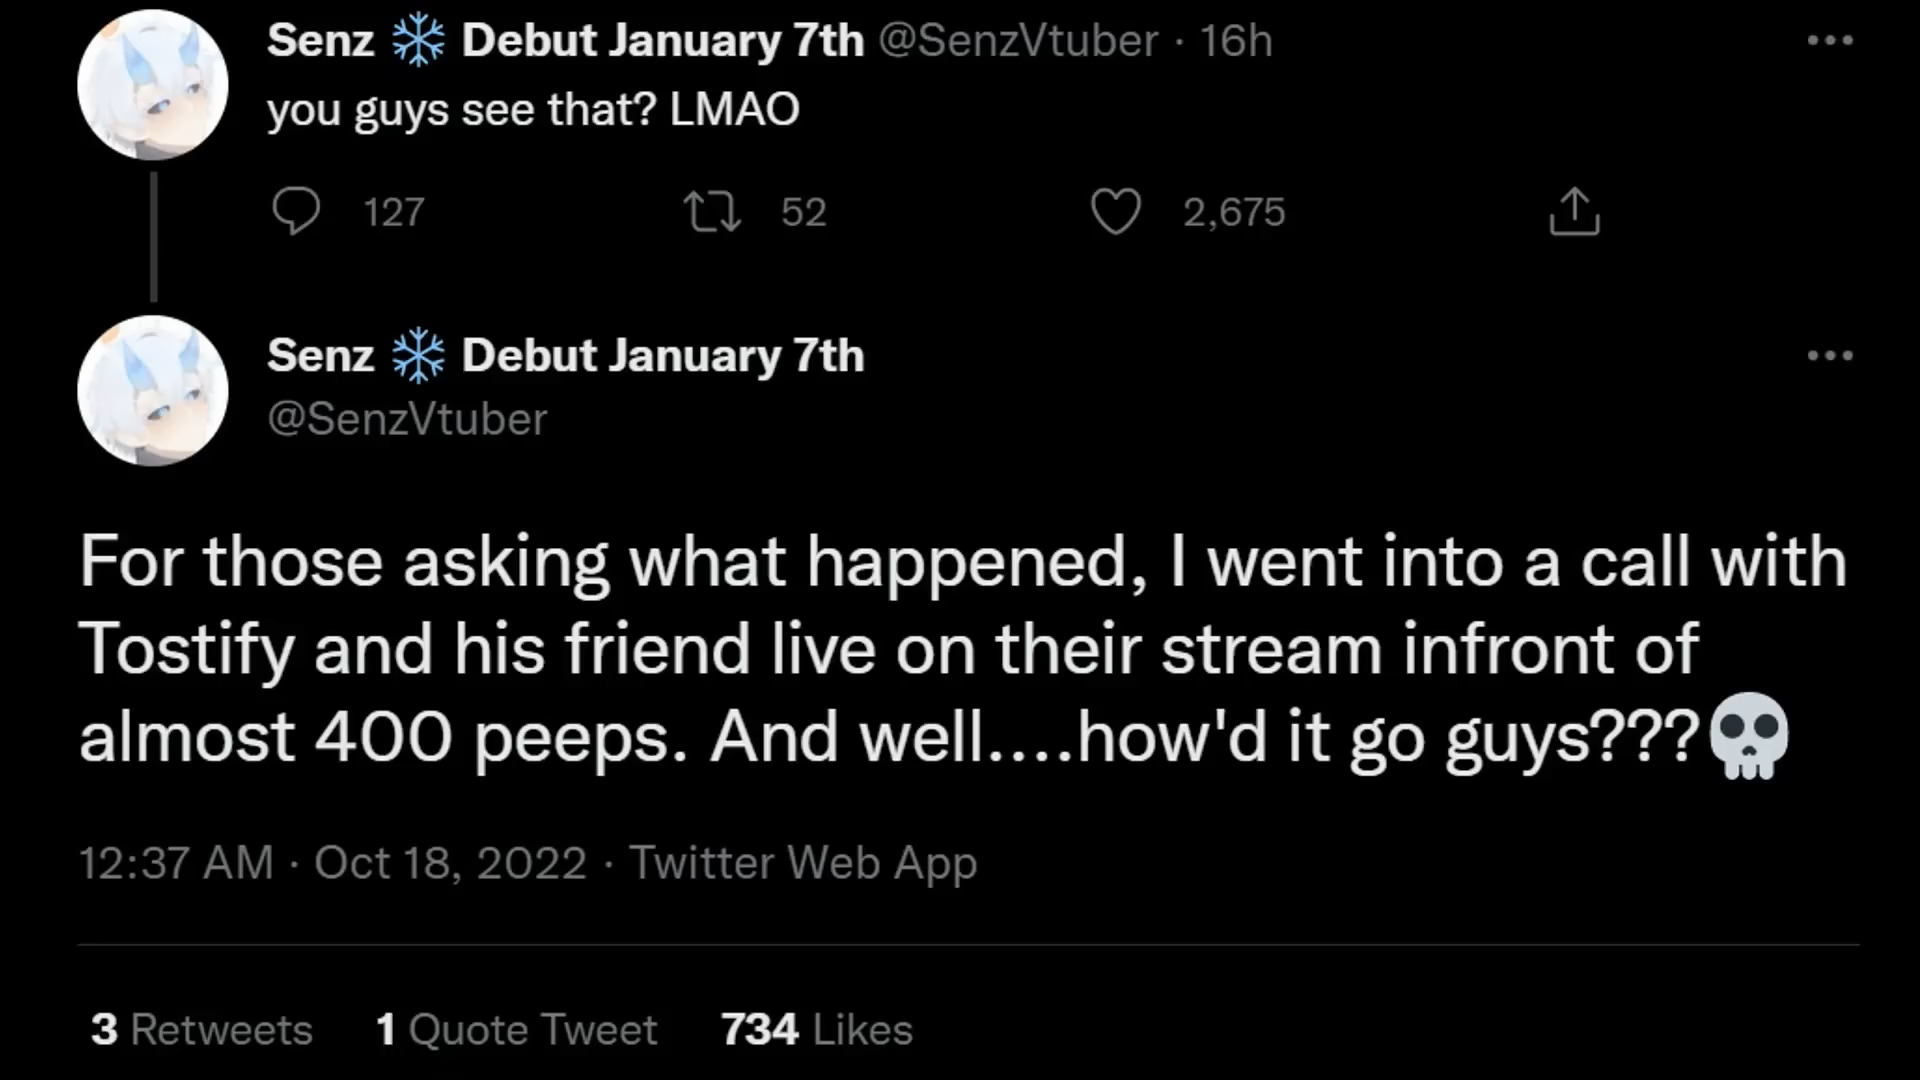 Senz ❄️ Debut January 7th @SenzVtuber · 16h
you guys see that? LMAO
127 52 2,675
Senz ❄️ Debut January 7th
@SenzVtuber
For those asking what happened, I went into a call with
Tostify and his friend live on their stream infront of
almost 400 peeps. And well....how'd it go guys???💀
12:37 AM · Oct 18, 2022 · Twitter Web App
3 Retweets 1 Quote Tweet 734 Likes